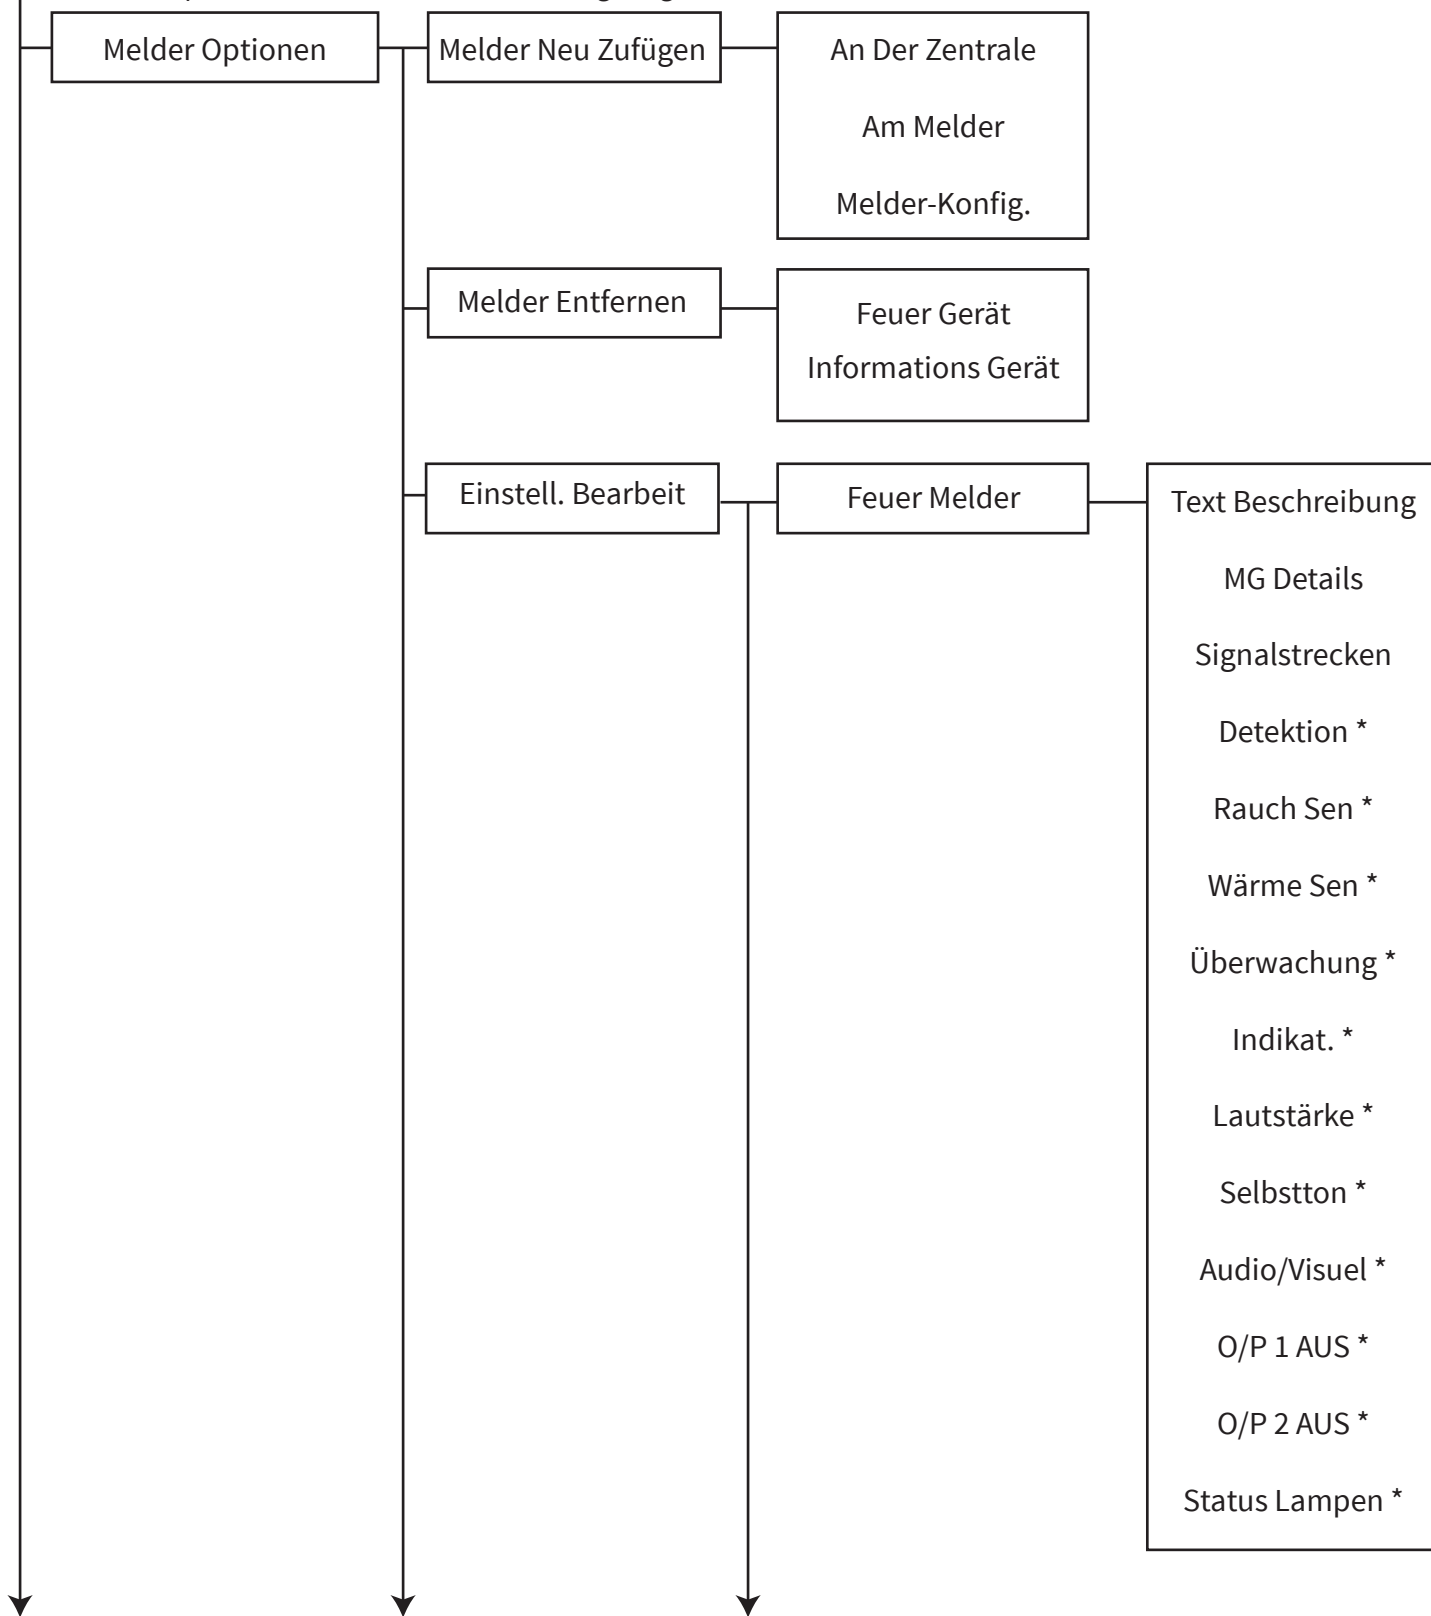 Melder Optionen
Melder Neu Zufügen
An Der Zentrale
Am Melder
Melder-Konfig.
Melder Entfernen
Feuer Gerät
Informations Gerät
Einstell. Bearbeit
Feuer Melder
Text Beschreibung
MG Details
Signalstrecken
Detektion *
Rauch Sen *
Wärme Sen *
Überwachung *
Indikat. *
Lautstärke *
Selbstton *
Audio/Visuel *
O/P 1 AUS *
O/P 2 AUS *
Status Lampen *